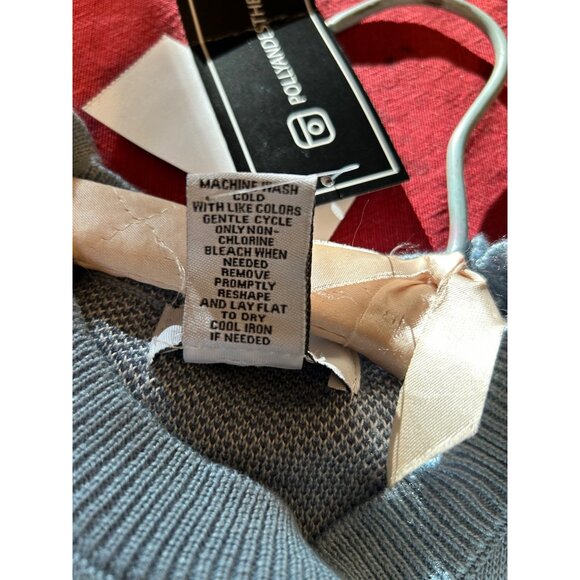 POLLYANDESTHE
MACHINE WASH
COLD
WITH LIKE COLORS
GENTLE CYCLE
ONLY NON-
CHLORINE
BLEACH WHEN
NEEDED
REMOVE
PROMPTLY
RESHAPE
AND LAY FLAT
TO DRY
COOL IRON
IF NEEDED